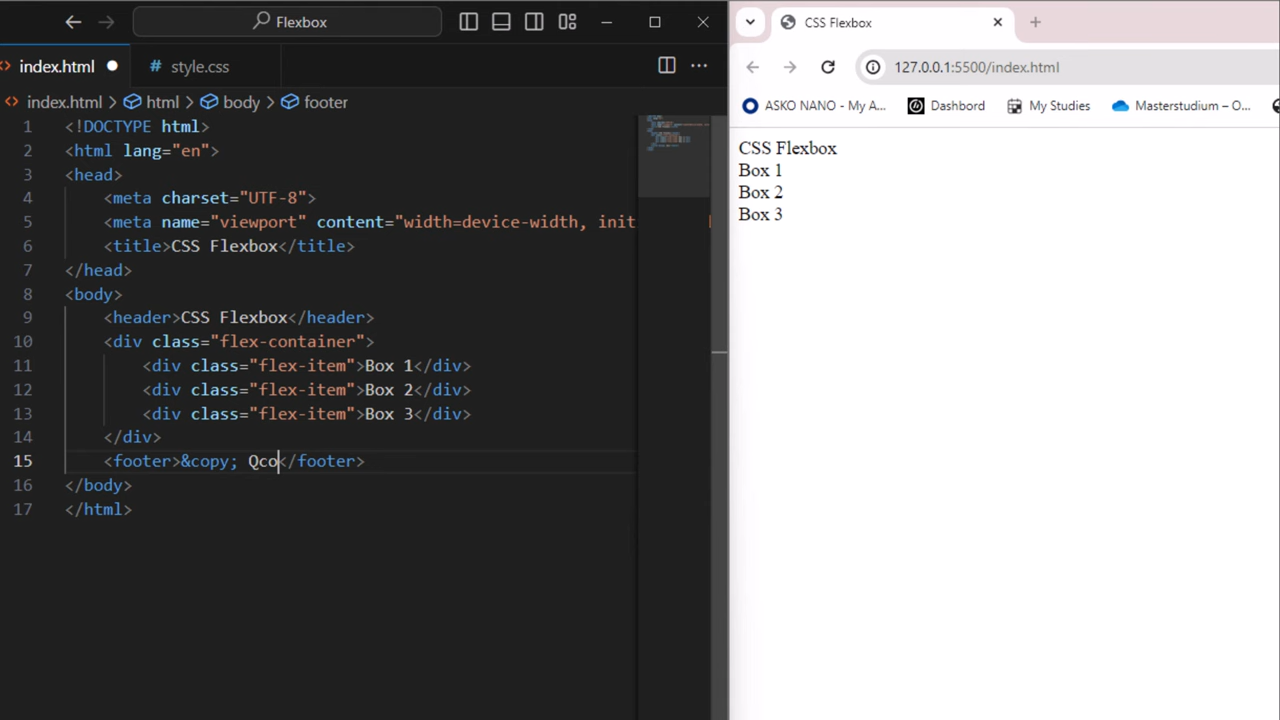 Flexbox
index.html
# style.css
index.html > html > body > footer
1 <!DOCTYPE html>
2 <html lang="en">
3 <head>
4 <meta charset="UTF-8">
5 <meta name="viewport" content="width=device-width, init
6 <title>CSS Flexbox</title>
7 </head>
8 <body>
9 <header>CSS Flexbox</header>
10 <div class="flex-container">
11 <div class="flex-item">Box 1</div>
12 <div class="flex-item">Box 2</div>
13 <div class="flex-item">Box 3</div>
14 </div>
15 <footer>&copy; Qco</footer>
16 </body>
17 </html>
CSS Flexbox
127.0.0.1:5500/index.html
ASKO NANO - My A...
Dashbord
My Studies
Masterstudium – O...
CSS Flexbox
Box 1
Box 2
Box 3